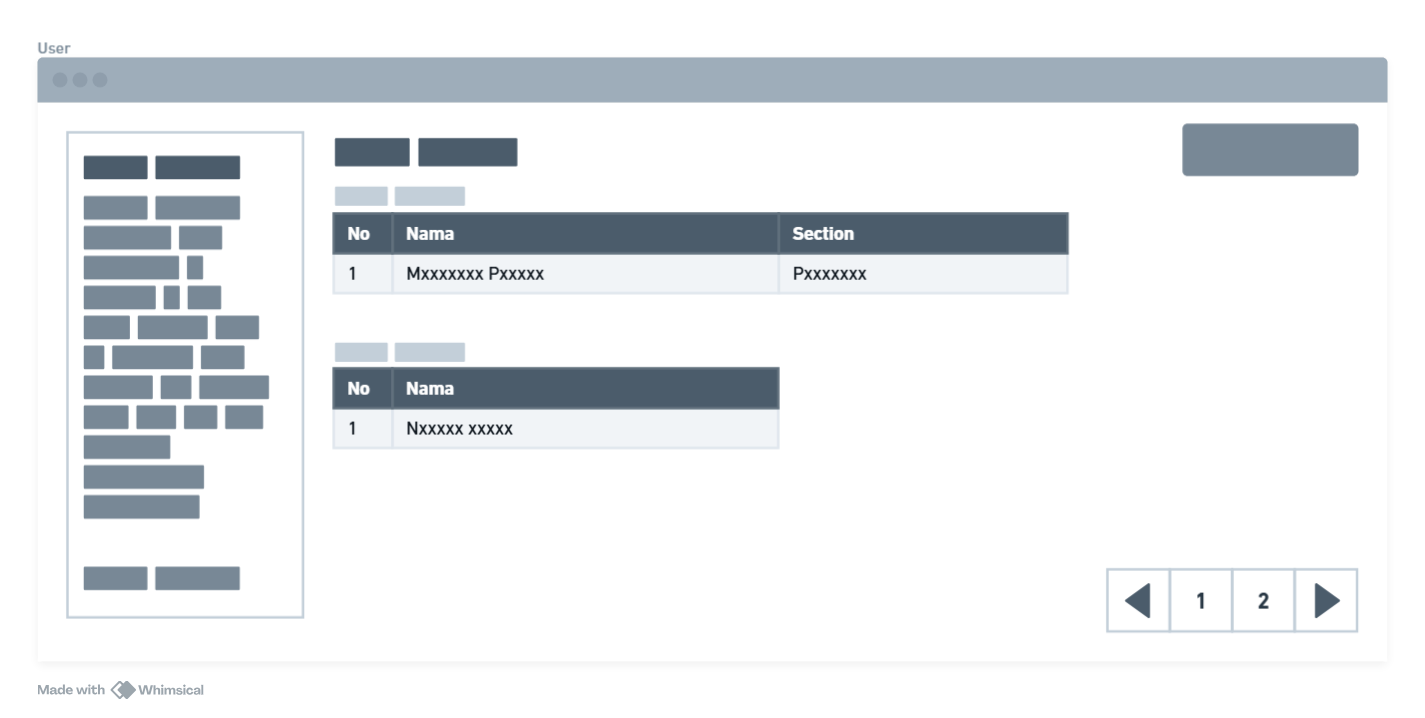 User
No Nama Section
1 Mxxxxxxx Pxxxxx Pxxxxxxx
No Nama
1 Nxxxxx xxxxx
1 2
Made with Whimsical